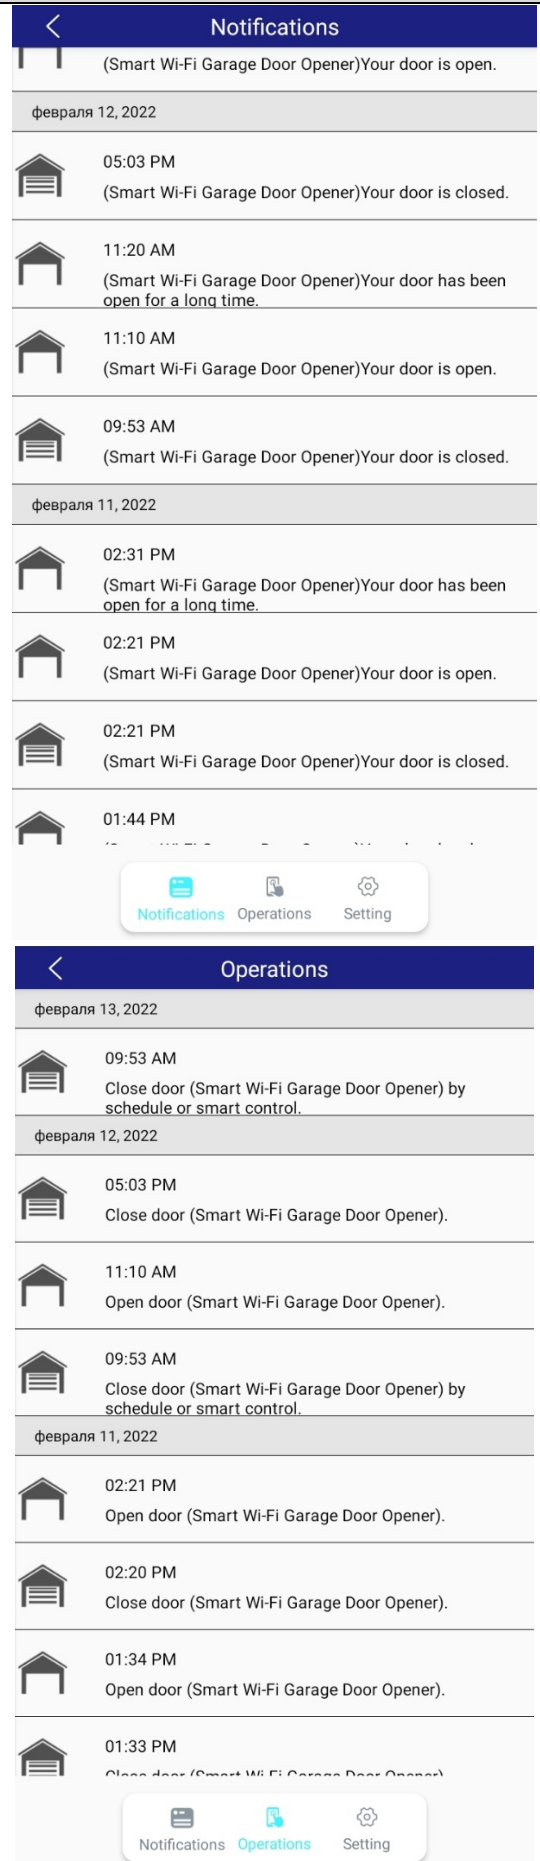 Notifications
(Smart Wi-Fi Garage Door Opener)Your door is open.
февраля 12, 2022
05:03 PM
(Smart Wi-Fi Garage Door Opener)Your door is closed.
11:20 AM
(Smart Wi-Fi Garage Door Opener)Your door has been
open for a long time.
11:10 AM
(Smart Wi-Fi Garage Door Opener)Your door is open.
09:53 AM
(Smart Wi-Fi Garage Door Opener)Your door is closed.
февраля 11, 2022
02:31 PM
(Smart Wi-Fi Garage Door Opener)Your door has been
open for a long time.
02:21 PM
(Smart Wi-Fi Garage Door Opener)Your door is open.
02:21 PM
(Smart Wi-Fi Garage Door Opener)Your door is closed.
01:44 PM
Notifications Operations Setting
Operations
февраля 13, 2022
09:53 AM
Close door (Smart Wi-Fi Garage Door Opener) by
schedule or smart control.
февраля 12, 2022
05:03 PM
Close door (Smart Wi-Fi Garage Door Opener).
11:10 AM
Open door (Smart Wi-Fi Garage Door Opener).
09:53 AM
Close door (Smart Wi-Fi Garage Door Opener) by
schedule or smart control.
февраля 11, 2022
02:21 PM
Open door (Smart Wi-Fi Garage Door Opener).
02:20 PM
Close door (Smart Wi-Fi Garage Door Opener).
01:34 PM
Open door (Smart Wi-Fi Garage Door Opener).
01:33 PM
Close door (Smart Wi-Fi Garage Door Opener)
Notifications Operations Setting